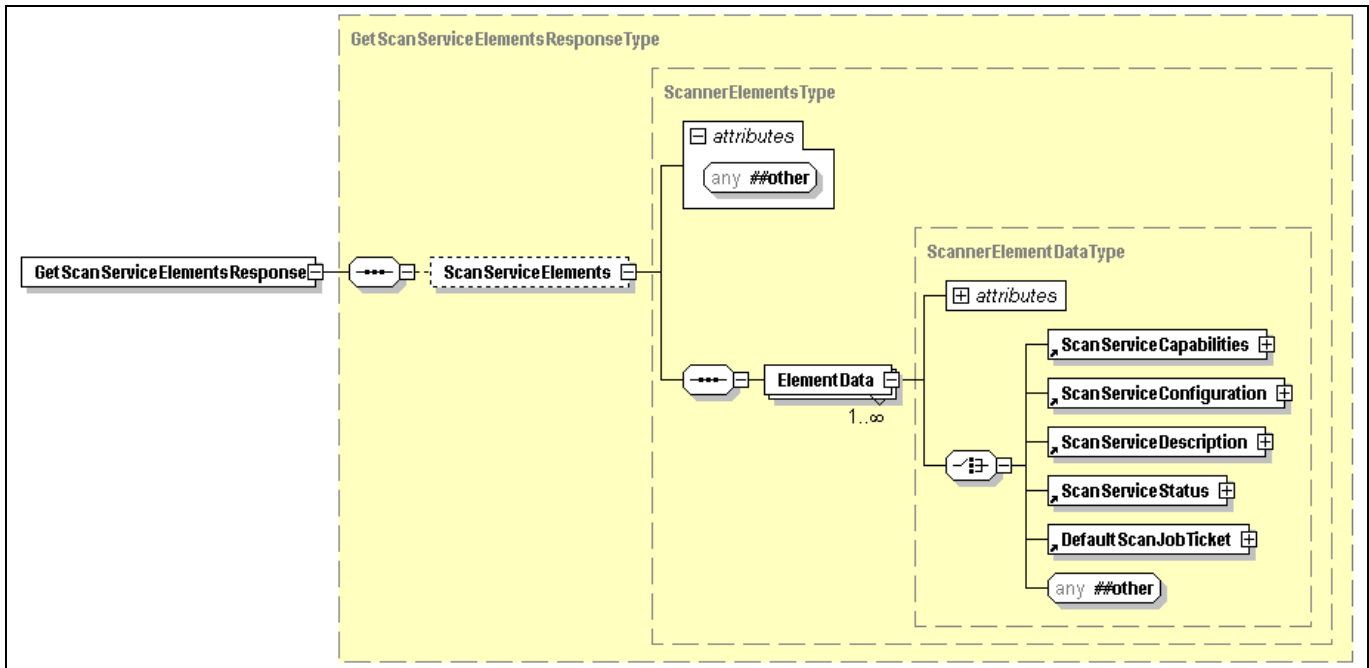 GetScanServiceElementsResponseType
ScannerElementsType
attributes
any ##other
ScannerElementDataType
GetScanServiceElementsResponse
ScanServiceElements
attributes
ScanServiceCapabilities
ElementData
1..∞
ScanServiceConfiguration
ScanServiceDescription
ScanServiceStatus
DefaultScanJobTicket
any ##other